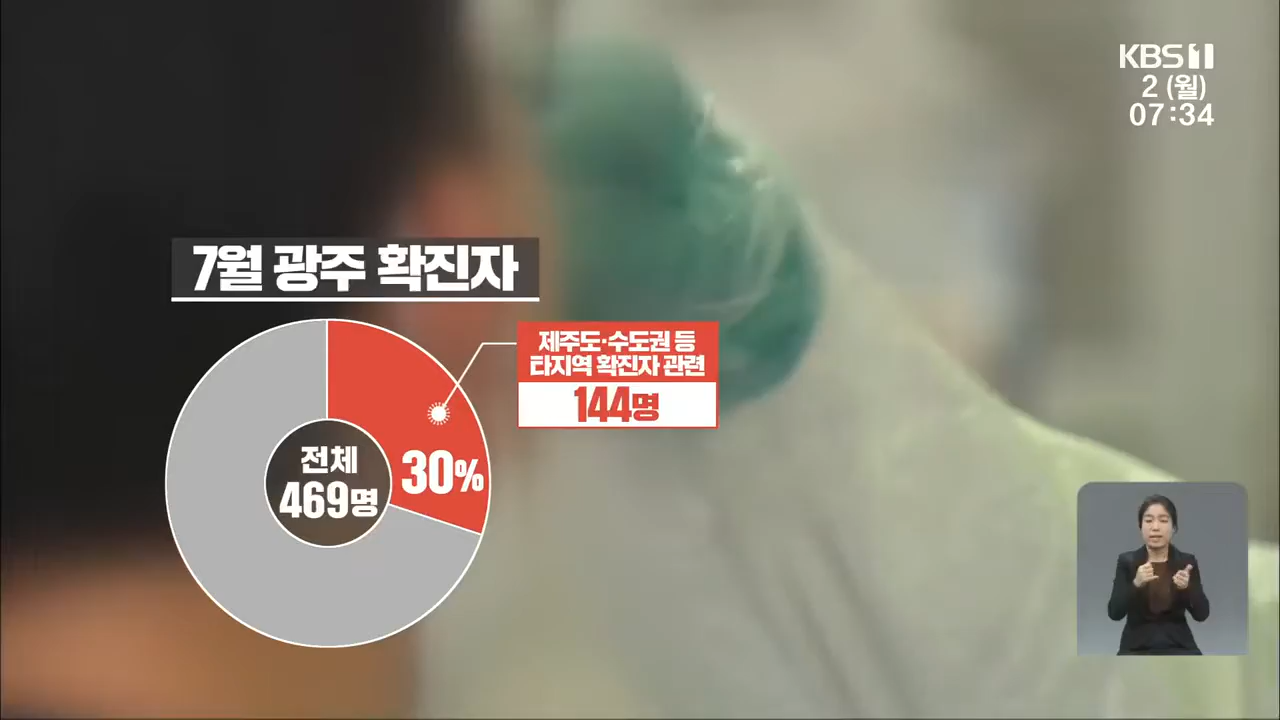 KBS1
2 (월)
07:34
7월 광주 확진자
제주도·수도권 등
타지역 확진자 관련
144명
30%
전체
469명